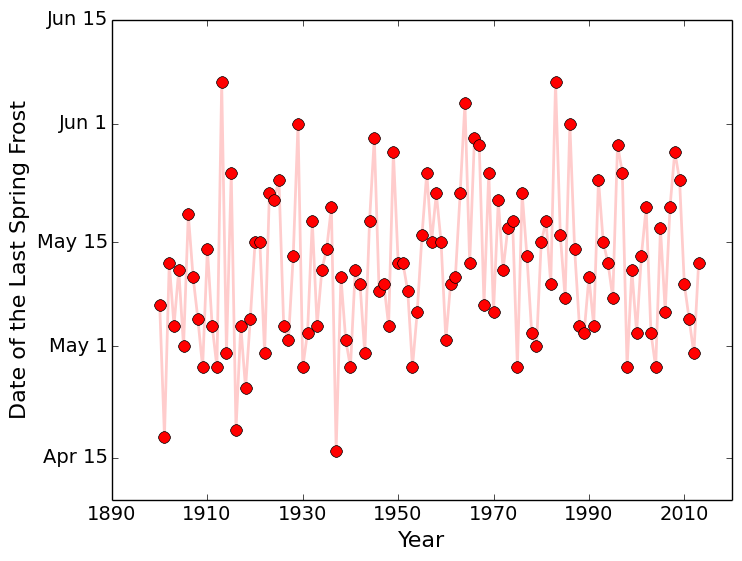 Jun 15
Jun 1
May 15
May 1
Apr 15
Date of the Last Spring Frost
1890 1910 1930 1950 1970 1990 2010
Year